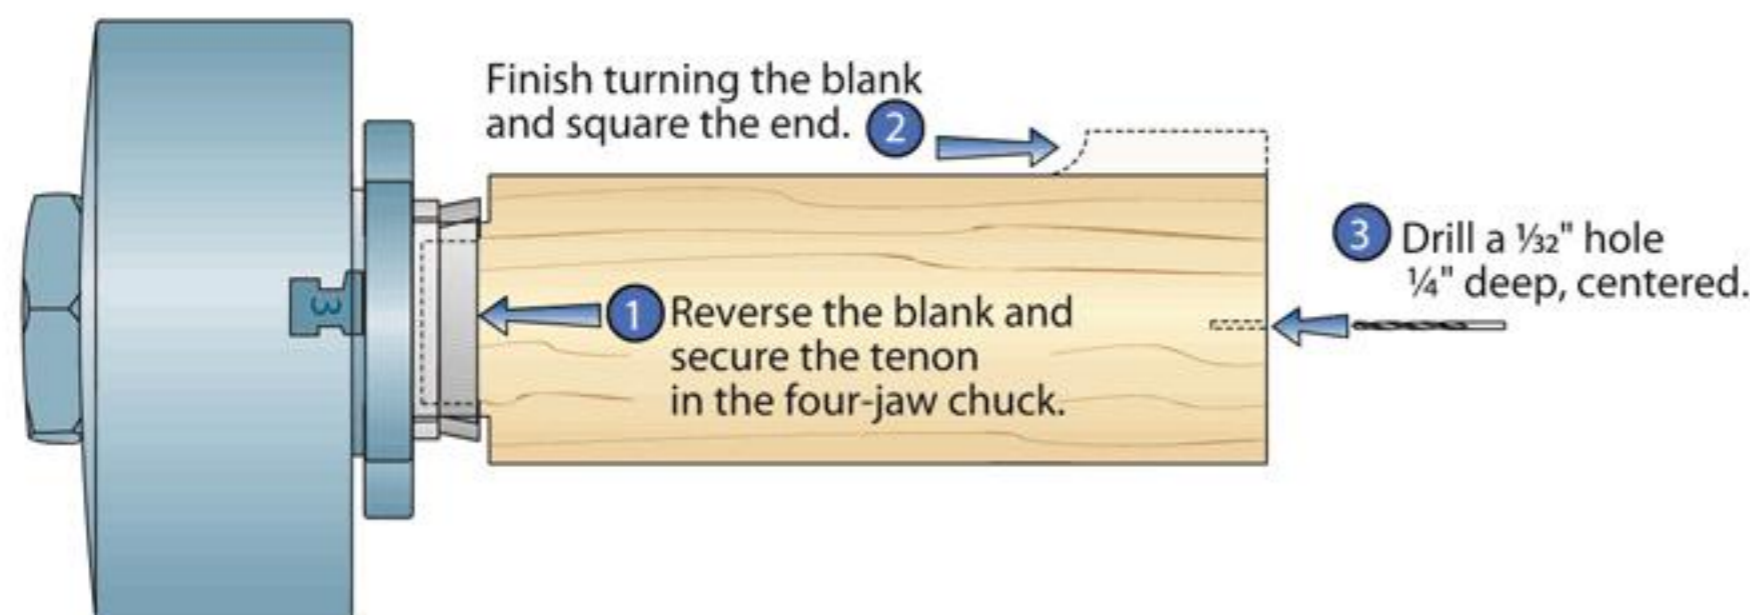 Finish turning the blank
and square the end. 2
3 Drill a 1/32" hole
1/4" deep, centered.
3
1 Reverse the blank and
secure the tenon
in the four-jaw chuck.